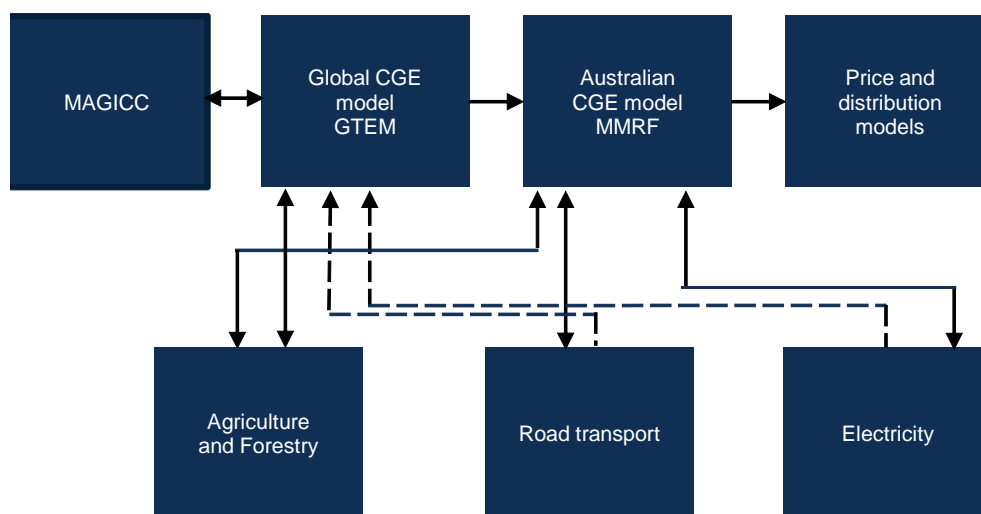 MAGICC
Global CGE
model
GTEM
Australian
CGE model
MMRF
Price and
distribution
models
Agriculture
and Forestry
Road transport
Electricity